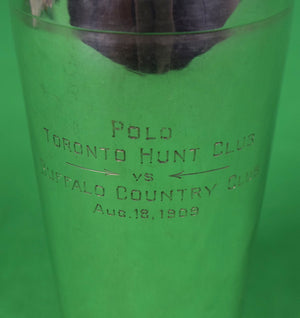 POLO
TORONTO HUNT CLUB
VS
BUFFALO COUNTRY CLUB
AUG. 18, 1909